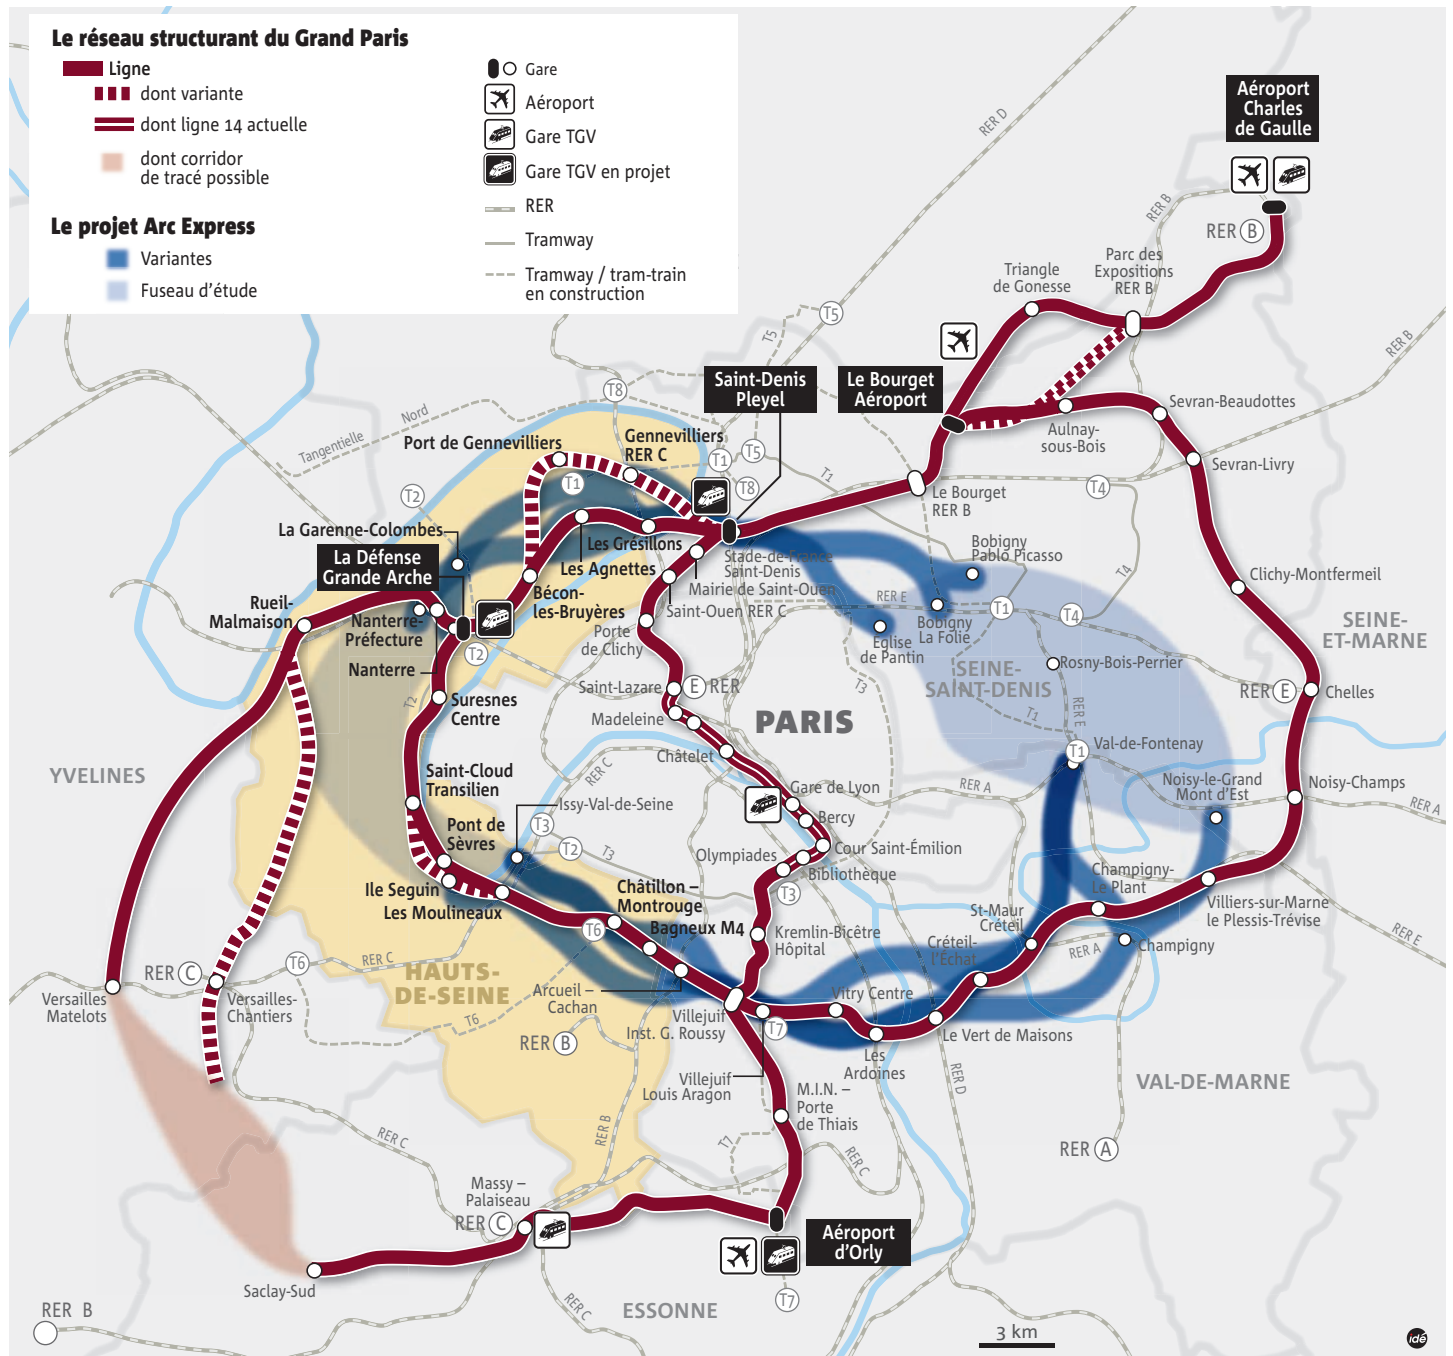 Le réseau structurant du Grand Paris
Ligne
dont variante
dont ligne 14 actuelle
dont corridor
de tracé possible
Le projet Arc Express
Variantes
Fuseau d'étude
Gare
Aéroport
Gare TGV
Gare TGV en projet
RER
Tramway
Tramway / tram-train
en construction
Aéroport
Charles
de Gaulle
RER D
RER B
RER B
Parc des
Expositions
RER B
Triangle
de Gonesse
T5
T5
RER B
Saint-Denis
Pleyel
Le Bourget
Aéroport
T8
Nord
Tangentielle
Port de Gennevilliers
Gennevilliers
RER C
T1
T5
T1
T8
T1
T2
Sevran-Beaudottes
Aulnay-
sous-Bois
Sevran-Livry
T4
Le Bourget
RER B
La Garenne-Colombes
La Défense
Grande Arche
Les Grésillons
Les Agnettes
Stade-de-France
Saint-Denis
Mairie de Saint-Ouen
Saint-Ouen RER C
Bobigny
Pablo Picasso
T4
Clichy-Montfermeil
Rueil-
Malmaison
Nanterre-
Préfecture
Bécon-
les-Bruyères
Porte
de Clichy
RER E
T1
T4
Bobigny
La Folie
Eglise
de Pantin
SEINE-
ET-MARNE
T2
Nanterre
Saint-Lazare
E RER
T3
SEINE-
SAINT-DENIS
Rosny-Bois-Perrier
RER E
Chelles
T2
Suresnes
Centre
Madeleine
PARIS
T1
RER E
Châtelet
T1
Val-de-Fontenay
YVELINES
Saint-Cloud
Transilien
RER C
Gare de Lyon
RER A
Noisy-le-Grand
Mont d'Est
Noisy-Champs
RER A
Issy-Val-de-Seine
T3
T2
T3
Bercy
Pont de
Sèvres
Cour Saint-Émilion
Olympiades
Bibliothèque
T3
Ile Seguin
Les Moulineaux
Châtillon –
Montrouge
Bagneux M4
T6
Champigny-
Le Plant
St-Maur
Créteil
Villiers-sur-Marne
le Plessis-Trévise
RER E
Kremlin-Bicêtre
Hôpital
Créteil-
l'Échat
RER A
Champigny
RER C
T6
RER C
HAUTS-
DE-SEINE
Versailles
Matelots
Versailles-
Chantiers
Arcueil –
Cachan
Vitry Centre
T6
RER B
Villejuif
Inst. G. Roussy
T7
Le Vert de Maisons
Les
Ardoines
Villejuif
Louis Aragon
RER D
VAL-DE-MARNE
M.I.N. –
Porte
de Thiais
RER C
RER B
T7
RER C
RER A
Massy –
Palaiseau
RER C
Aéroport
d'Orly
Saclay-Sud
RER C
T7
ESSONNE
RER B
3 km
idé